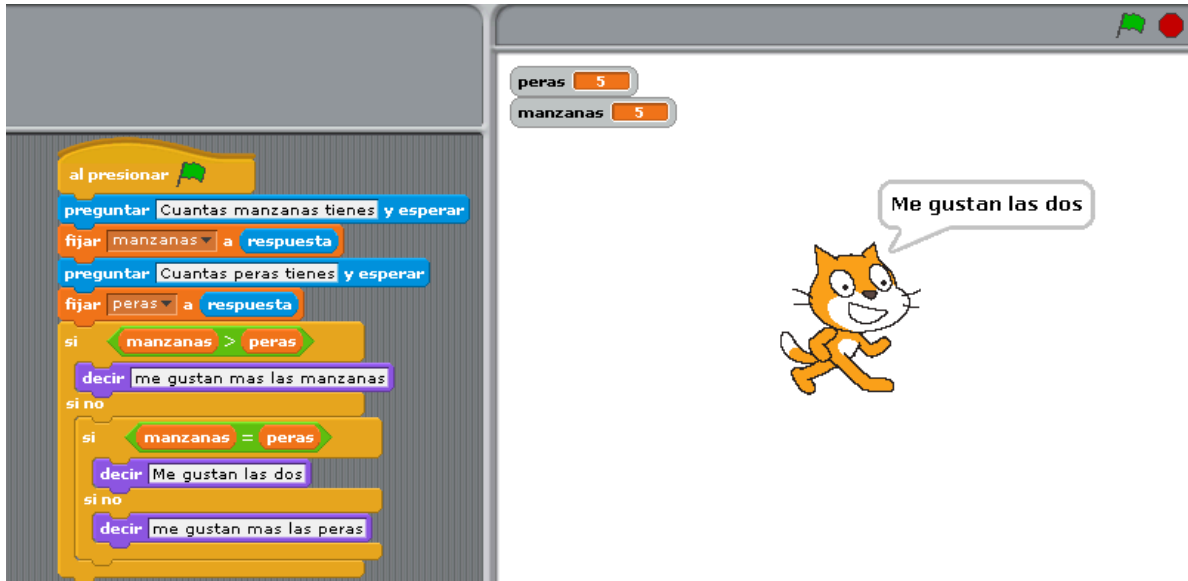 al presionar
preguntar Cuantas manzanas tienes y esperar
fijar manzanas a respuesta
preguntar Cuantas peras tienes y esperar
fijar peras a respuesta
si manzanas > peras
decir me gustan mas las manzanas
si no
si manzanas = peras
decir Me gustan las dos
si no
decir me gustan mas las peras
peras 5
manzanas 5
Me gustan las dos